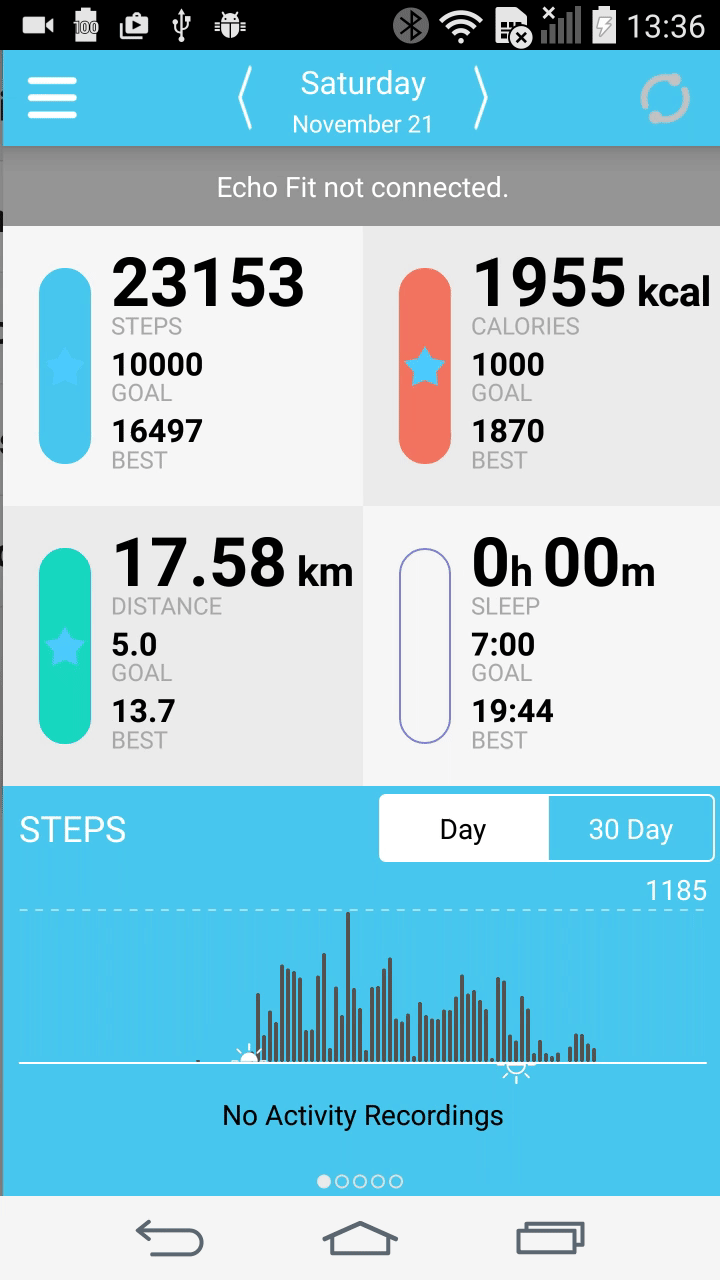 100
13:36
Saturday
November 21
Echo Fit not connected.
23153
STEPS
10000
GOAL
16497
BEST
1955 kcal
CALORIES
1000
GOAL
1870
BEST
17.58 km
DISTANCE
5.0
GOAL
13.7
BEST
0h 00m
SLEEP
7:00
GOAL
19:44
BEST
STEPS
Day
30 Day
1185
No Activity Recordings